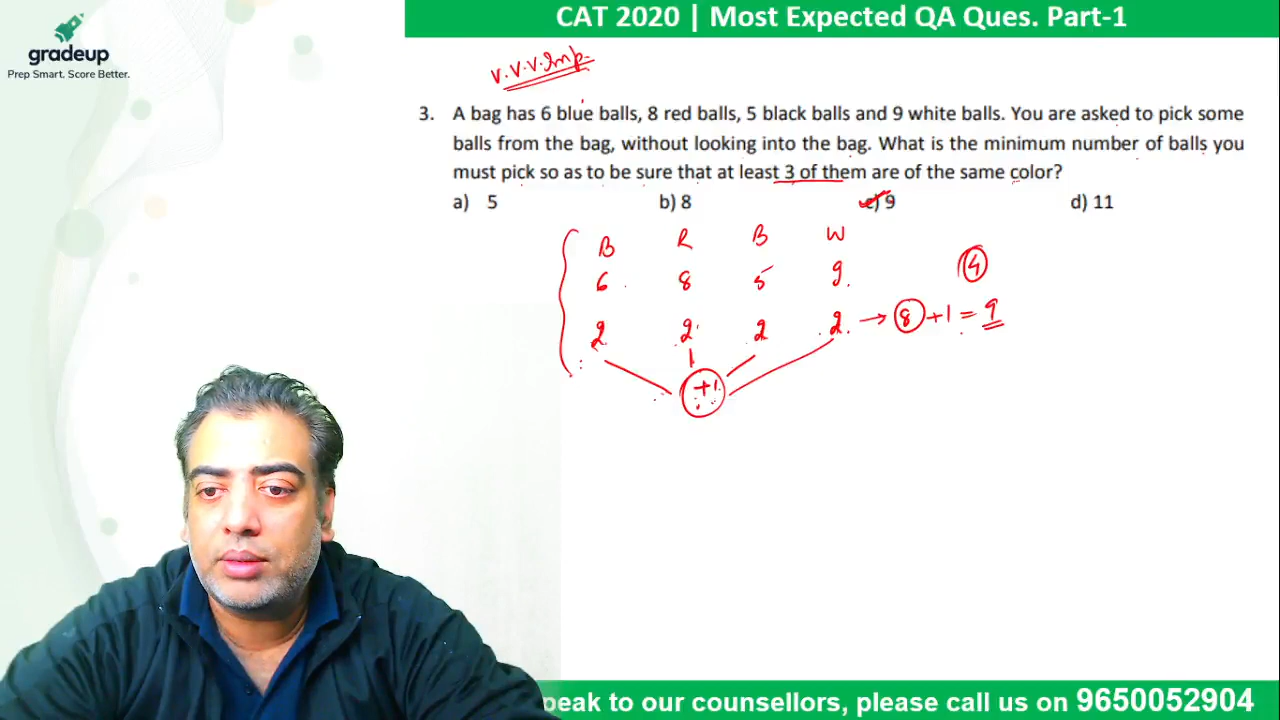 CAT 2020 | Most Expected QA Ques. Part-1
gradeup
Prep Smart. Score Better.
v.v.v.Imp.
3. A bag has 6 blue balls, 8 red balls, 5 black balls and 9 white balls. You are asked to pick some
balls from the bag, without looking into the bag. What is the minimum number of balls you
must pick so as to be sure that at least 3 of them are of the same color?
a) 5 b) 8 c) 9 d) 11
B R B W
6 8 5 9 4
2 2 2 2 → 8 +1 = 9
+1
peak to our counsellors, please call us on 9650052904